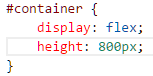 #container {
    display: flex;
    height: 800px;
}